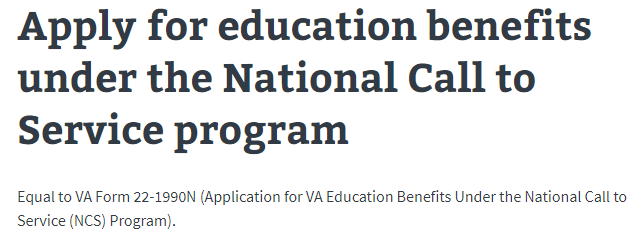 Apply for education benefits
under the National Call to
Service program
Equal to VA Form 22-1990N (Application for VA Education Benefits Under the National Call to
Service (NCS) Program).